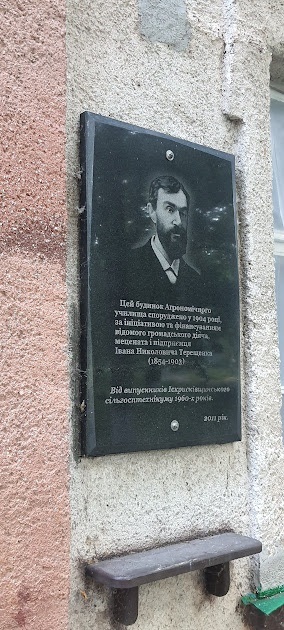 Цей будинок Агрономічного
училища споруджено у 1904 році,
за ініціативою та фінансуванням
відомого громадського діяча,
мецената і підприємця
Івана Николовича Терещенка
(1854-1903)
Від випускників Іскрисківщинського
сільгосптехнікуму 1960-х років.
2011 рік.